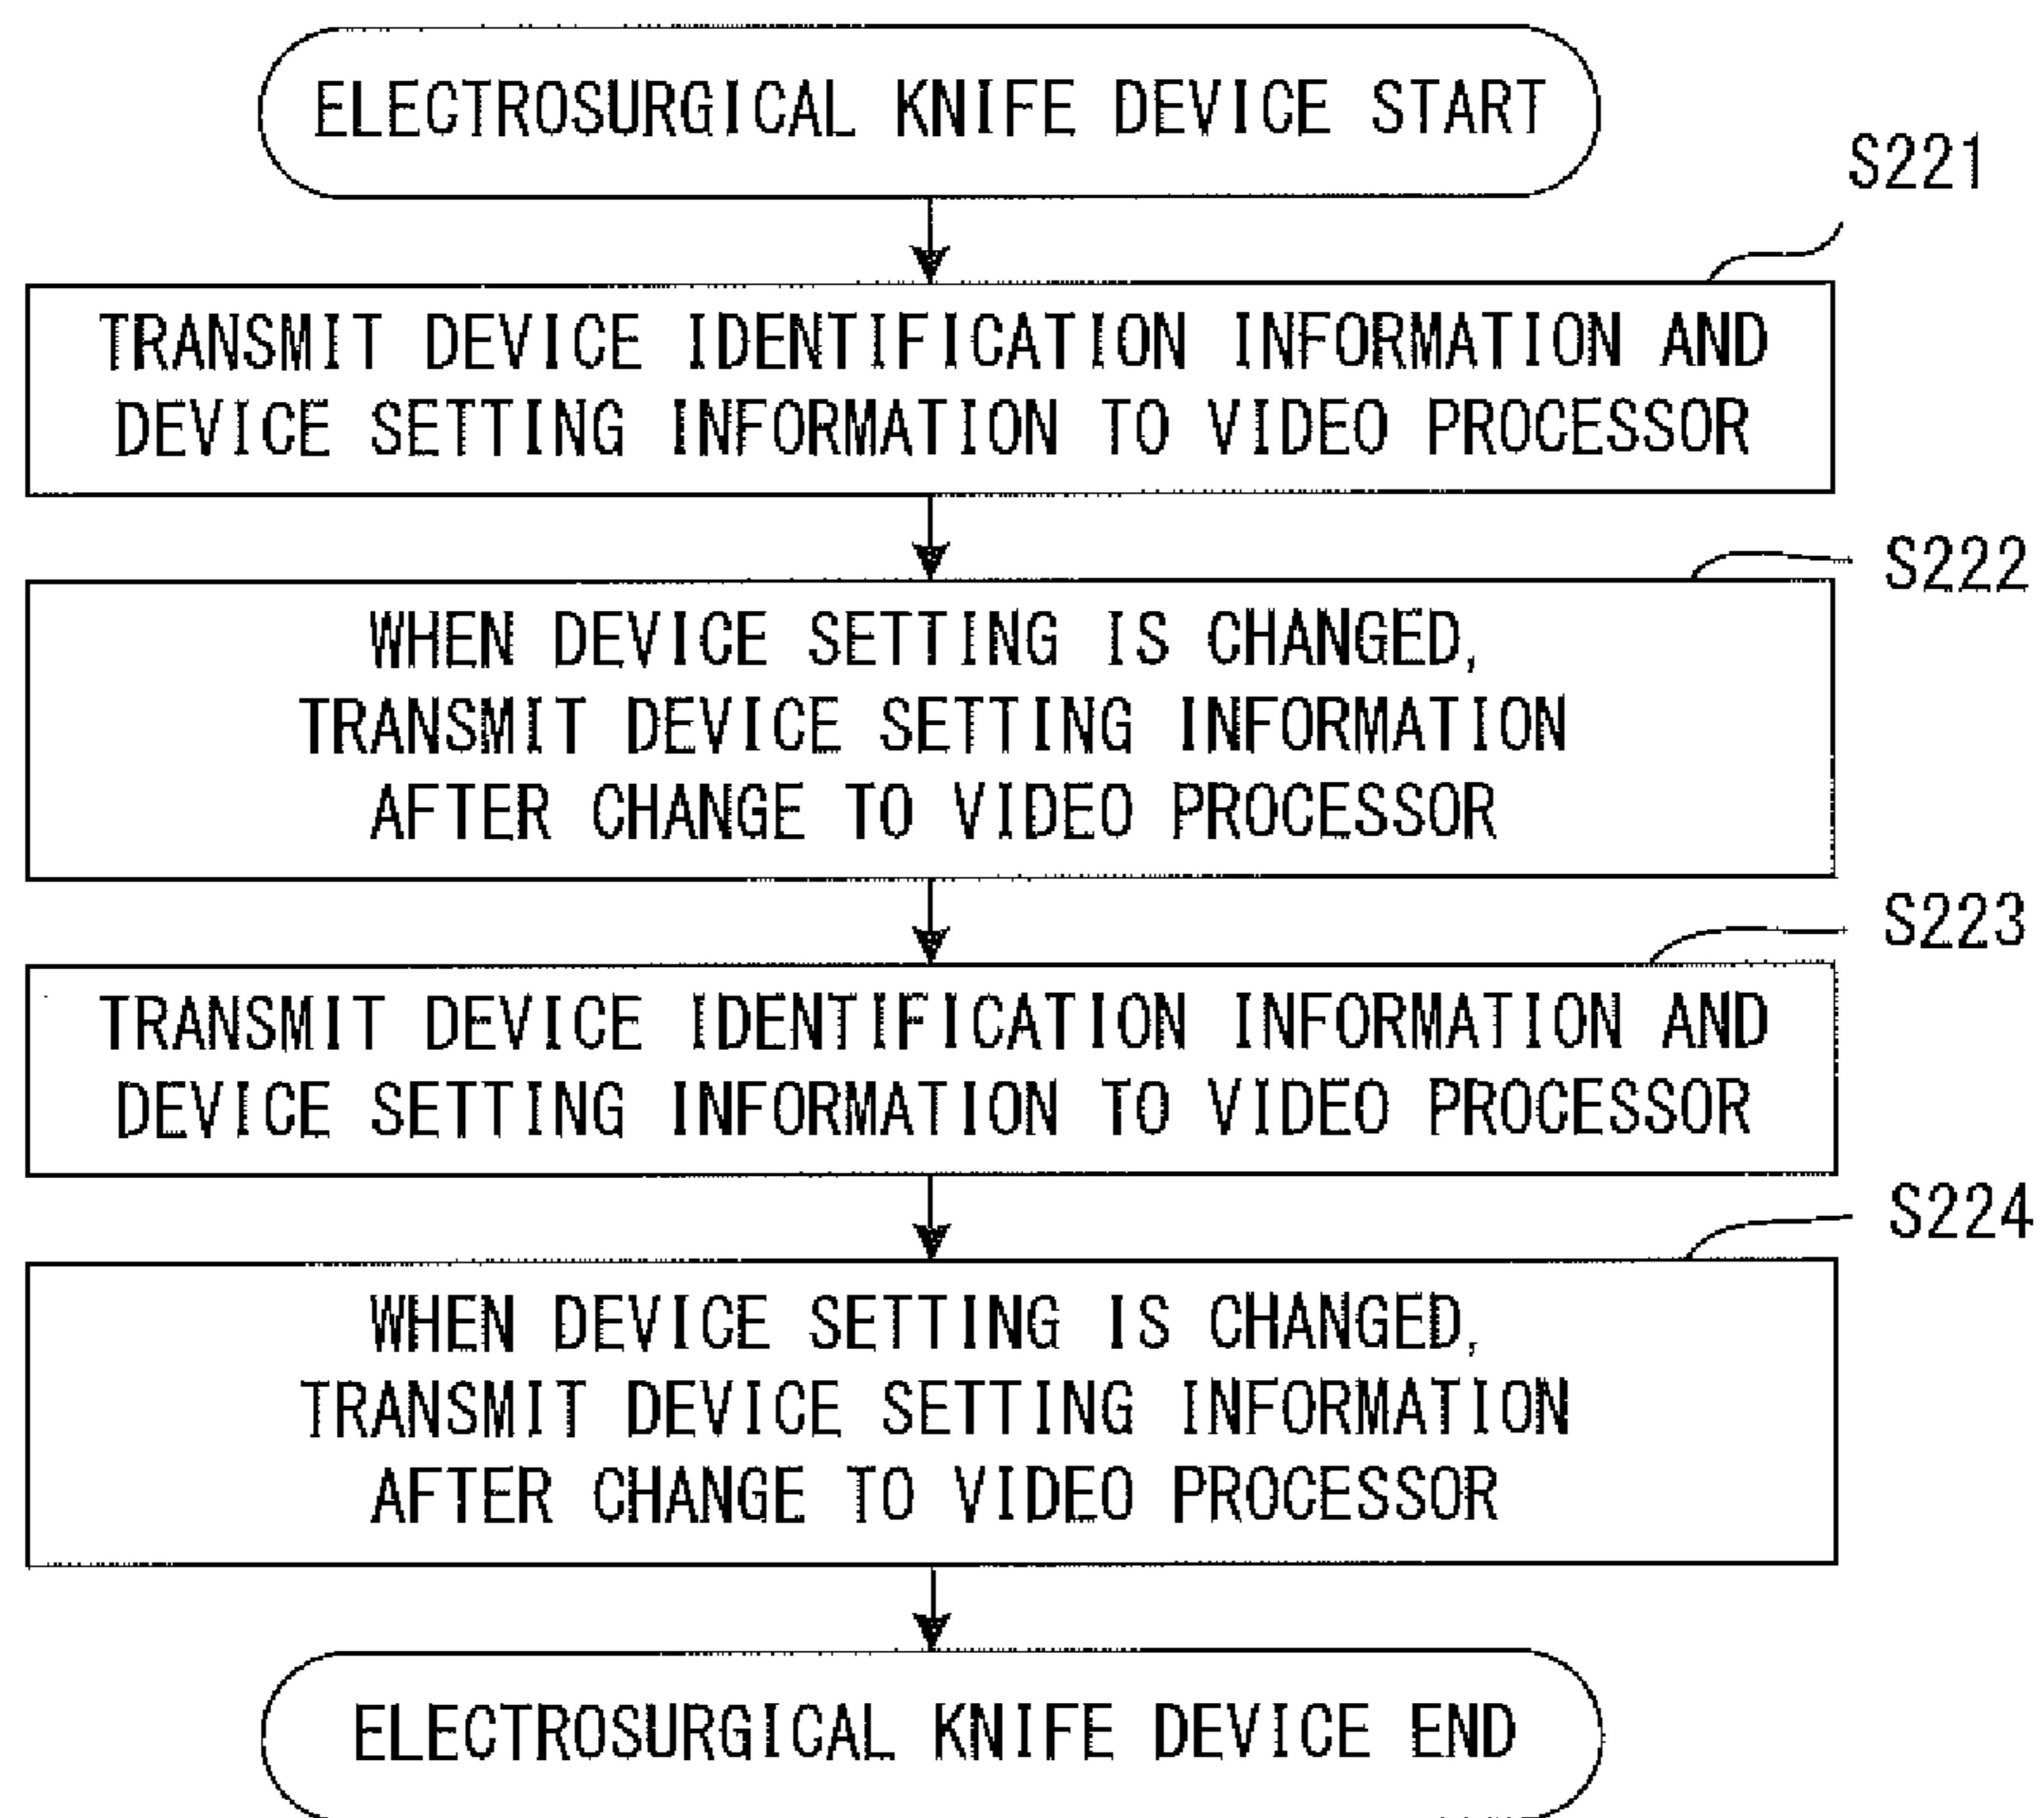 ELECTROSURGICAL KNIFE DEVICE START
S221
TRANSMIT DEVICE IDENTIFICATION INFORMATION AND
DEVICE SETTING INFORMATION TO VIDEO PROCESSOR
S222
WHEN DEVICE SETTING IS CHANGED,
TRANSMIT DEVICE SETTING INFORMATION
AFTER CHANGE TO VIDEO PROCESSOR
S223
TRANSMIT DEVICE IDENTIFICATION INFORMATION AND
DEVICE SETTING INFORMATION TO VIDEO PROCESSOR
S224
WHEN DEVICE SETTING IS CHANGED,
TRANSMIT DEVICE SETTING INFORMATION
AFTER CHANGE TO VIDEO PROCESSOR
ELECTROSURGICAL KNIFE DEVICE END